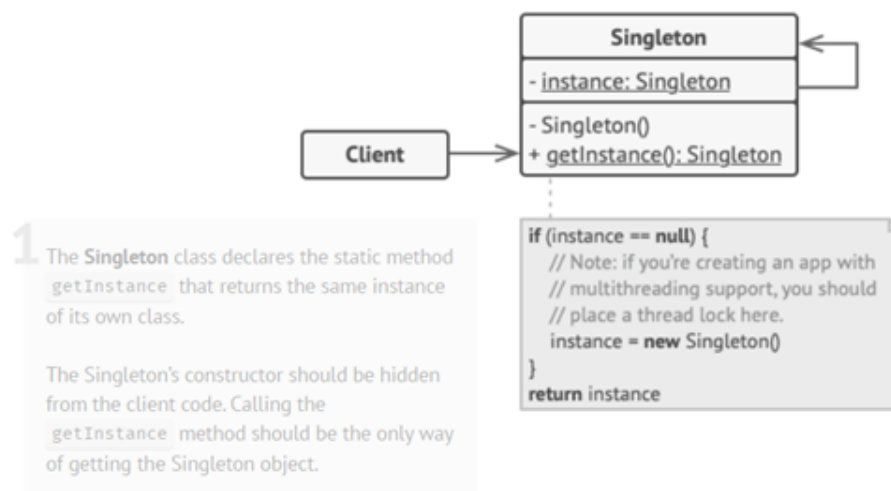 Singleton
- instance: Singleton
- Singleton()
+ getInstance(): Singleton
Client
1
The Singleton class declares the static method
getInstance that returns the same instance
of its own class.
The Singleton's constructor should be hidden
from the client code. Calling the
getInstance method should be the only way
of getting the Singleton object.
if (instance == null) {
// Note: if you're creating an app with
// multithreading support, you should
// place a thread lock here.
instance = new Singleton()
}
return instance